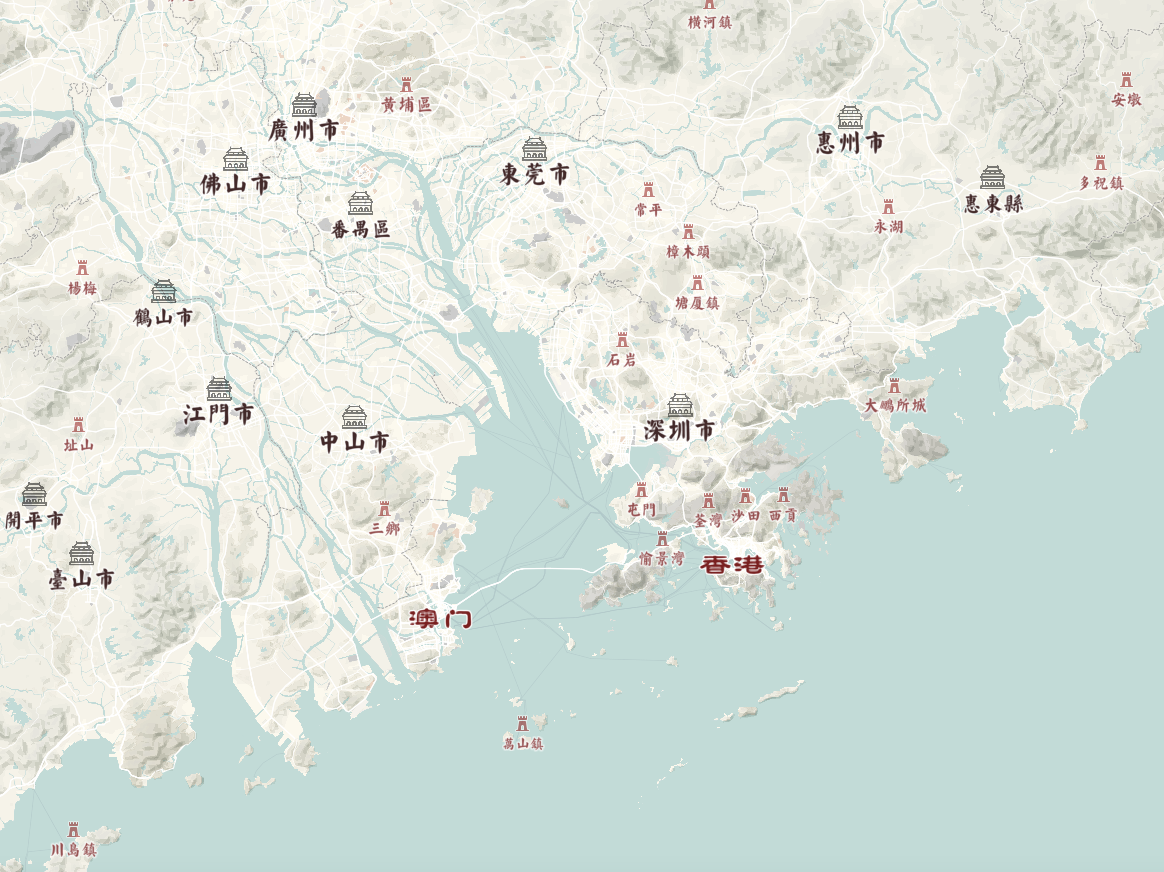 橫河鎮
安墩
黃埔區
廣州市
惠州市
東莞市
佛山市
多祝鎮
惠東縣
常平
番禺區
永湖
樟木頭
楊梅
塘厦鎮
鶴山市
石岩
大鵬所城
江門市
深圳市
中山市
址山
屯門
沙田
西貢
荃灣
開平市
三鄉
愉景灣
香港
臺山市
澳门
萬山鎮
川島鎮